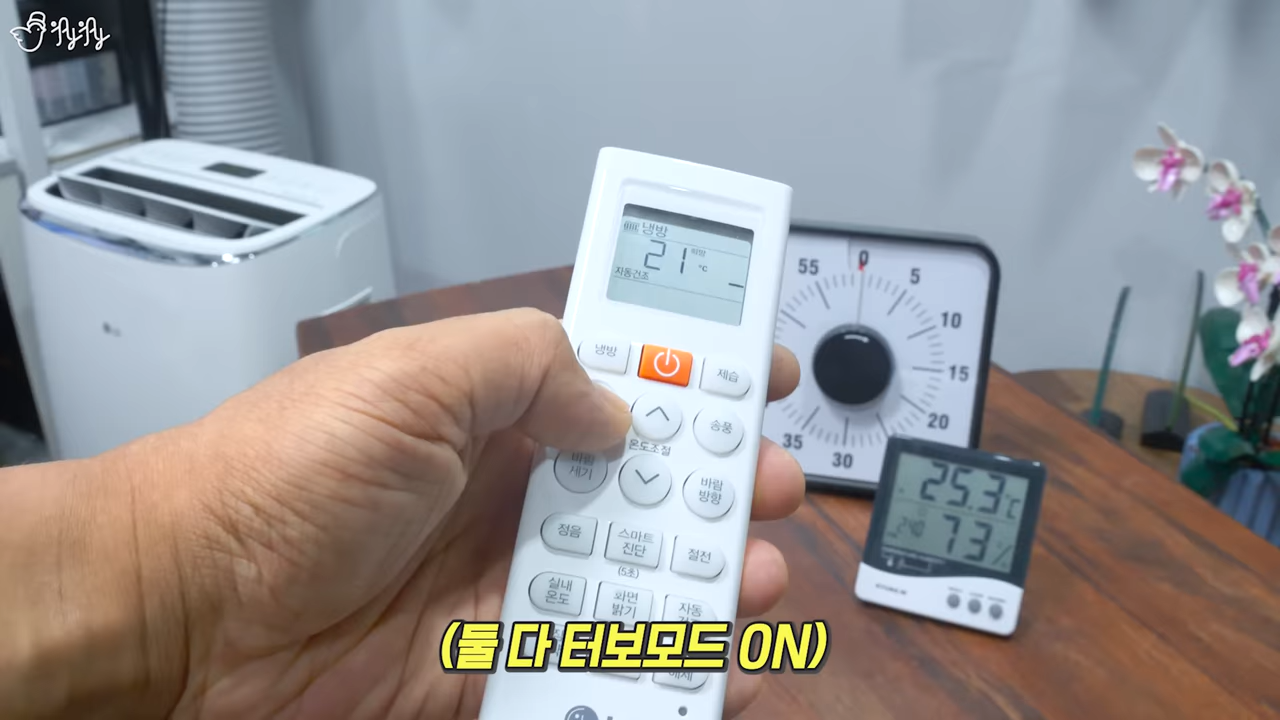 냉방
21 희망 °C
자동건조
냉방
제습
송풍
온도조절
바람
세기
바람
방향
정음
스마트
진단
절전
(5초)
실내
온도
화면
밝기
자동
(둘 다 터보모드 ON)
55
0
5
10
15
20
30
35
25.3 °C
73 %
LG